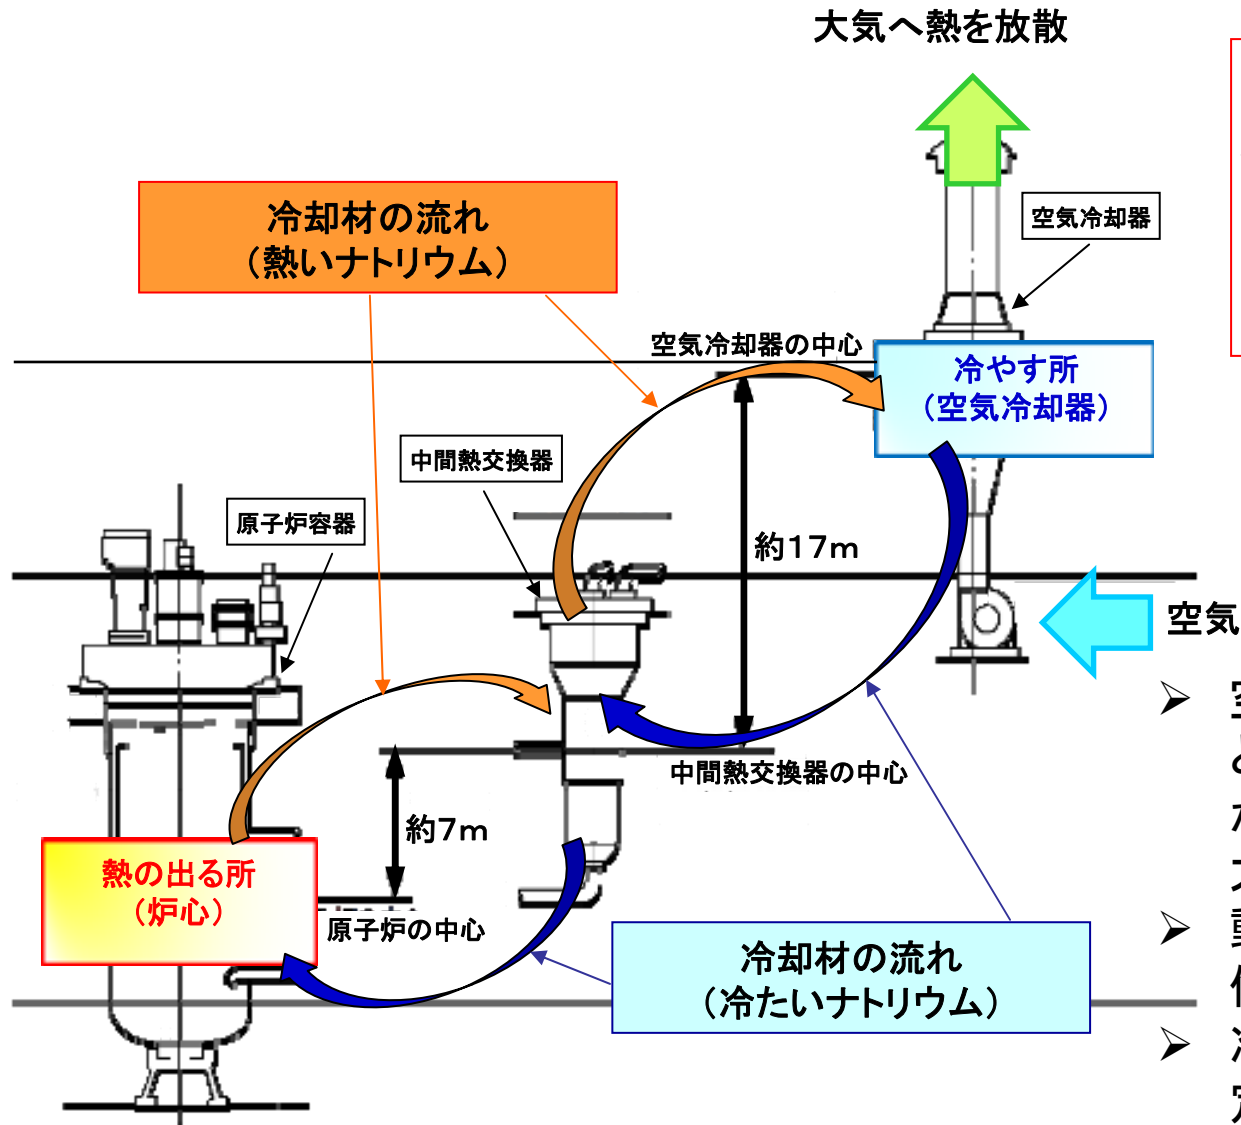 大気へ熱を放散
冷却材の流れ
（熱いナトリウム）
空気冷却器
空気冷却器の中心
冷やす所
（空気冷却器）
中間熱交換器
原子炉容器
約17m
空気
中間熱交換器の中心
約7m
熱の出る所
（炉心）
原子炉の中心
冷却材の流れ
（冷たいナトリウム）